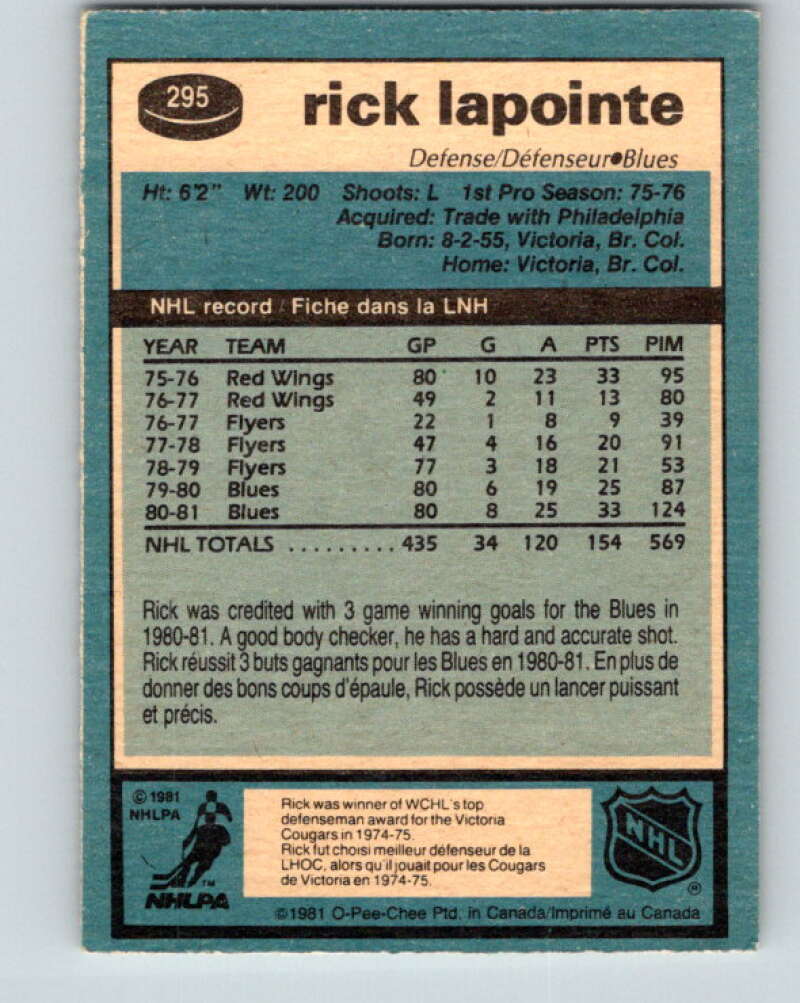 295
rick lapointe
Defense/Défenseur●Blues
Ht: 6'2" Wt: 200 Shoots: L 1st Pro Season: 75-76
Acquired: Trade with Philadelphia
Born: 8-2-55, Victoria, Br. Col.
Home: Victoria, Br. Col.
NHL record / Fiche dans la LNH
YEAR TEAM GP G A PTS PIM
75-76 Red Wings 80 10 23 33 95
76-77 Red Wings 49 2 11 13 80
76-77 Flyers 22 1 8 9 39
77-78 Flyers 47 4 16 20 91
78-79 Flyers 77 3 18 21 53
79-80 Blues 80 6 19 25 87
80-81 Blues 80 8 25 33 124
NHL TOTALS ......... 435 34 120 154 569
Rick was credited with 3 game winning goals for the Blues in
1980-81. A good body checker, he has a hard and accurate shot.
Rick réussit 3 buts gagnants pour les Blues en 1980-81. En plus de
donner des bons coups d'épaule, Rick possède un lancer puissant
et précis.
© 1981
NHLPA
Rick was winner of WCHL's top
defenseman award for the Victoria
Cougars in 1974-75.
Rick fut choisi meilleur défenseur de la
LHOC, alors qu'il jouait pour les Cougars
de Victoria en 1974-75.
NHL
®
TM
NHLPA
©1981 O-Pee-Chee Ptd. in Canada/Imprimé au Canada